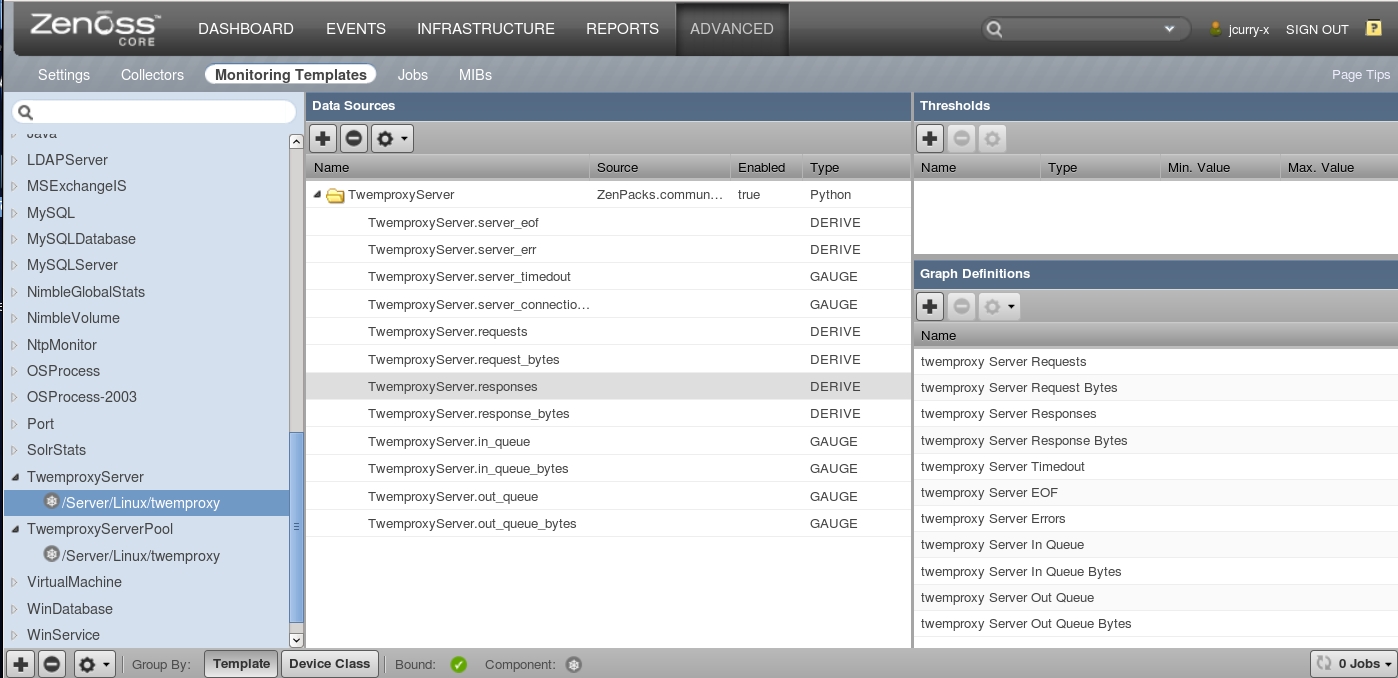 Zenoss
CORE
DASHBOARD EVENTS INFRASTRUCTURE REPORTS ADVANCED
jcurry-x SIGN OUT ?
Settings Collectors Monitoring Templates Jobs MIBs Page Tips
Java
LDAPServer
MSExchangeIS
MySQL
MySQLDatabase
MySQLServer
NimbleGlobalStats
NimbleVolume
NtpMonitor
OSProcess
OSProcess-2003
Port
SolrStats
TwemproxyServer
/Server/Linux/twemproxy
TwemproxyServerPool
/Server/Linux/twemproxy
VirtualMachine
WinDatabase
WinService
Data Sources
Name Source Enabled Type
TwemproxyServer ZenPacks.commun... true Python
TwemproxyServer.server_eof DERIVE
TwemproxyServer.server_err DERIVE
TwemproxyServer.server_timedout GAUGE
TwemproxyServer.server_connectio... GAUGE
TwemproxyServer.requests DERIVE
TwemproxyServer.request_bytes DERIVE
TwemproxyServer.responses DERIVE
TwemproxyServer.response_bytes DERIVE
TwemproxyServer.in_queue GAUGE
TwemproxyServer.in_queue_bytes GAUGE
TwemproxyServer.out_queue GAUGE
TwemproxyServer.out_queue_bytes GAUGE
Thresholds
Name Type Min. Value Max. Value
Graph Definitions
Name
twemproxy Server Requests
twemproxy Server Request Bytes
twemproxy Server Responses
twemproxy Server Response Bytes
twemproxy Server Timedout
twemproxy Server EOF
twemproxy Server Errors
twemproxy Server In Queue
twemproxy Server In Queue Bytes
twemproxy Server Out Queue
twemproxy Server Out Queue Bytes
Group By: Template Device Class Bound: Component: 0 Jobs